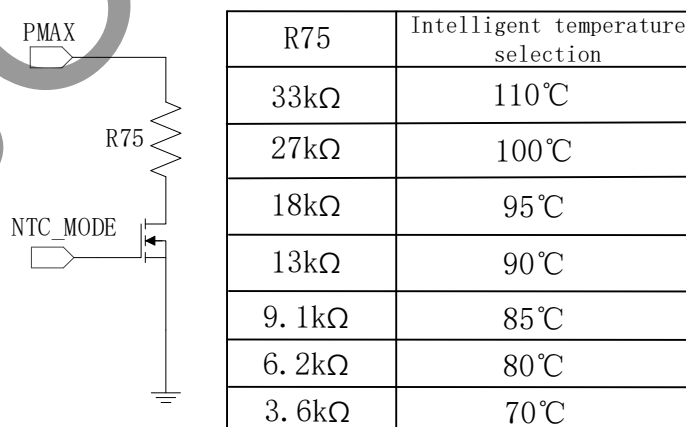 PMAX
R75
NTC_MODE
R75 Intelligent temperature
selection
33kΩ 110℃
27kΩ 100℃
18kΩ 95℃
13kΩ 90℃
9.1kΩ 85℃
6.2kΩ 80℃
3.6kΩ 70℃